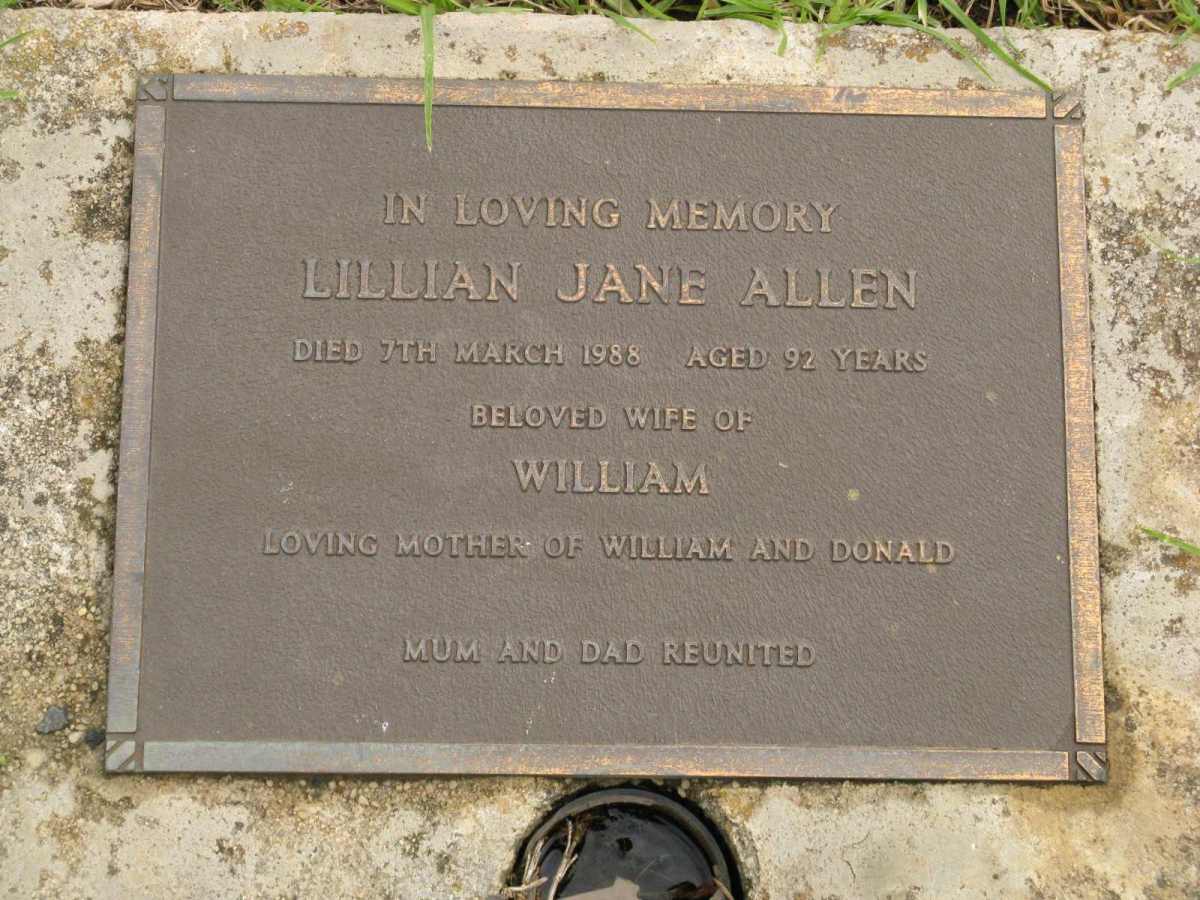 IN LOVING MEMORY
LILLIAN JANE ALLEN
DIED 7TH MARCH 1988 AGED 92 YEARS
BELOVED WIFE OF
WILLIAM
LOVING MOTHER OF WILLIAM AND DONALD
MUM AND DAD REUNITED